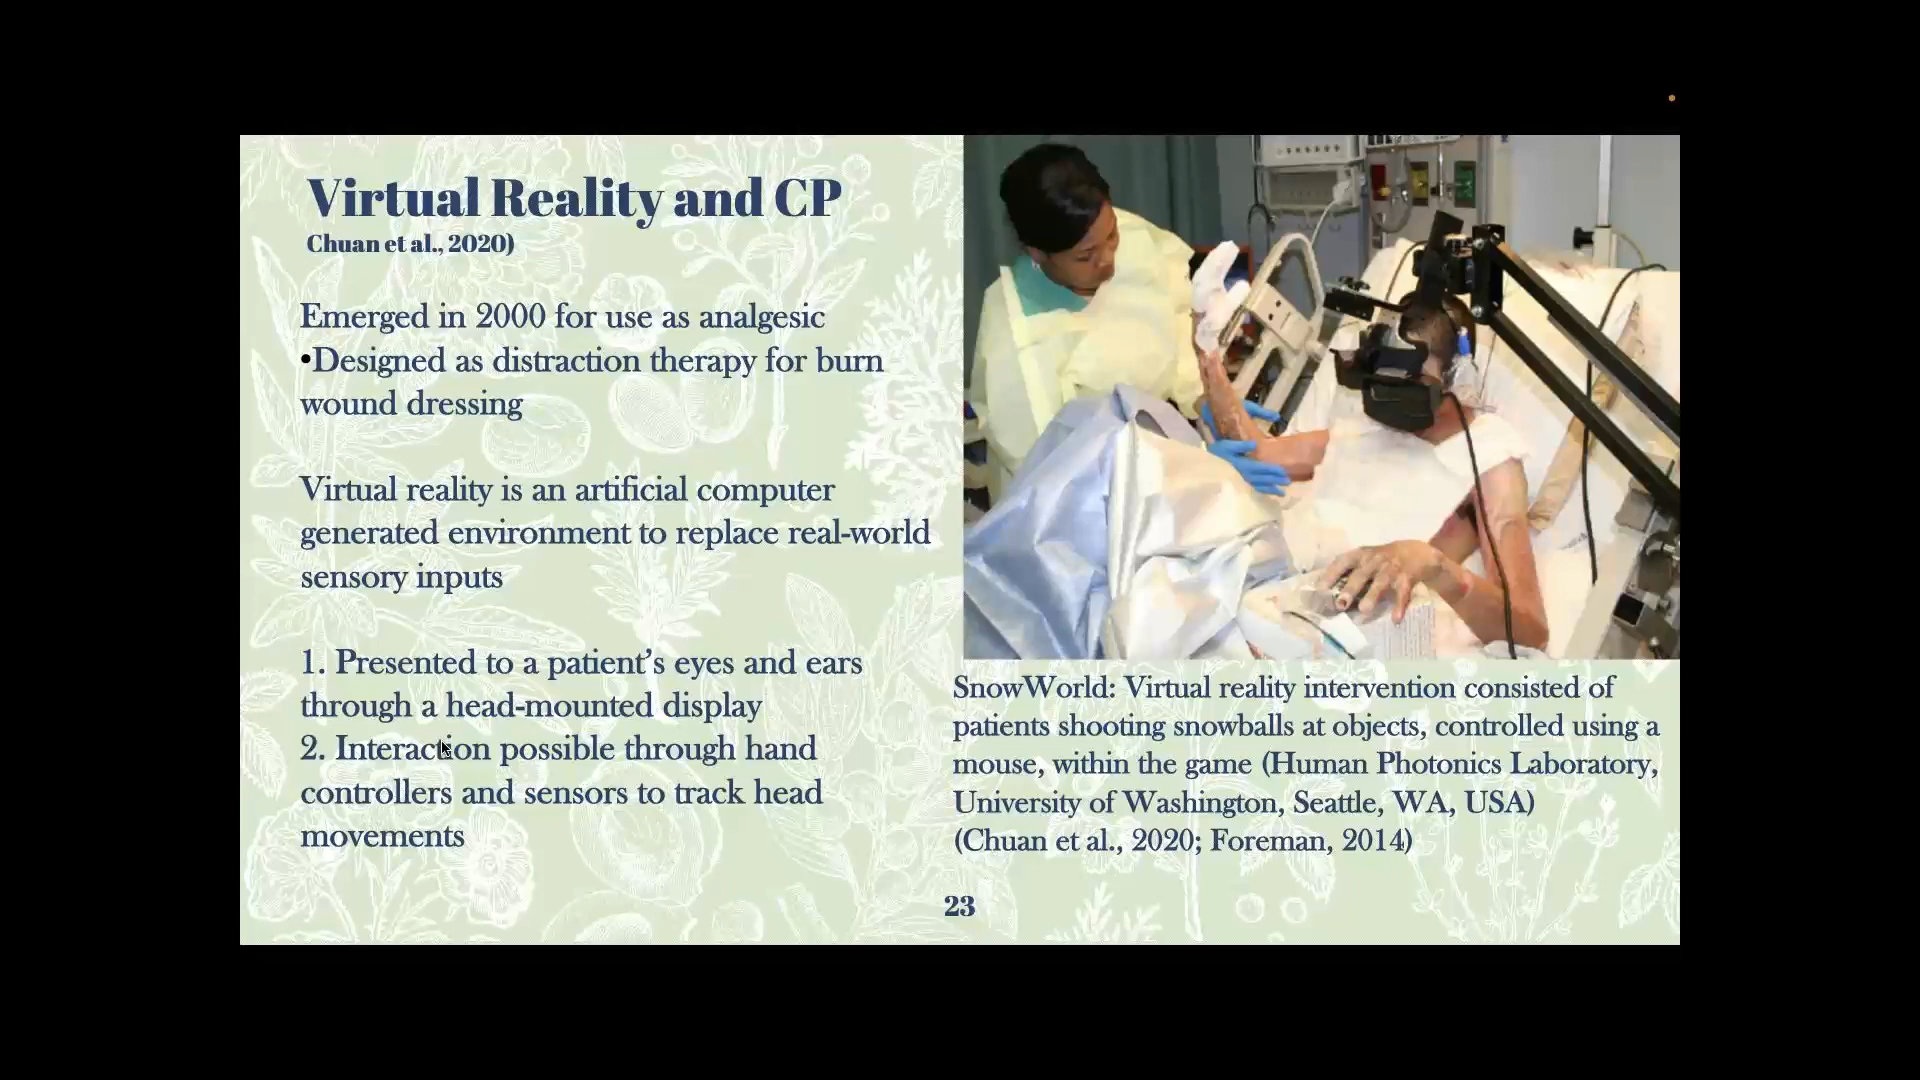 Virtual Reality and CP
Chuan et al., 2020)
Emerged in 2000 for use as analgesic
•Designed as distraction therapy for burn
wound dressing
Virtual reality is an artificial computer
generated environment to replace real-world
sensory inputs
1. Presented to a patient’s eyes and ears
through a head-mounted display
2. Interaction possible through hand
controllers and sensors to track head
movements
SnowWorld: Virtual reality intervention consisted of
patients shooting snowballs at objects, controlled using a
mouse, within the game (Human Photonics Laboratory,
University of Washington, Seattle, WA, USA)
(Chuan et al., 2020; Foreman, 2014)
23